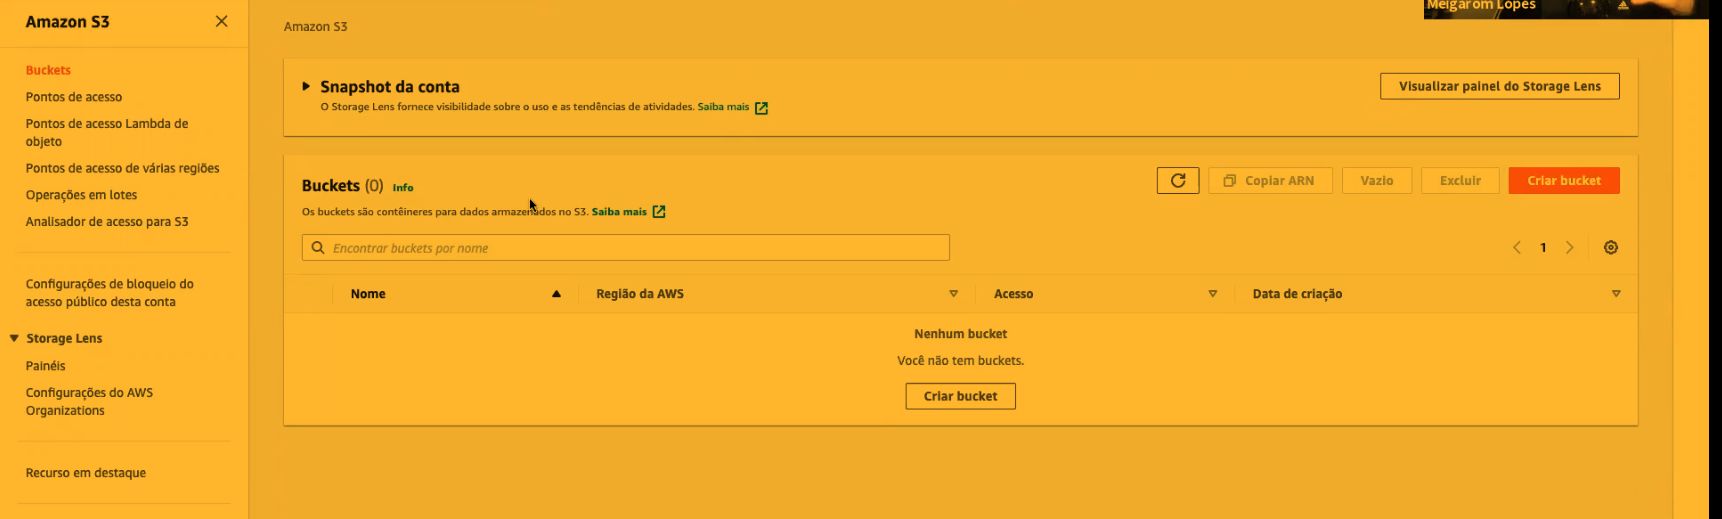 Meigarom Lopes
Amazon S3
Buckets
Pontos de acesso
Pontos de acesso Lambda de
objeto
Pontos de acesso de várias regiões
Operações em lotes
Analisador de acesso para S3
Configurações de bloqueio do
acesso público desta conta
Storage Lens
Painéis
Configurações do AWS
Organizations
Recurso em destaque
Amazon S3
Snapshot da conta
O Storage Lens fornece visibilidade sobre o uso e as tendências de atividades. Saiba mais
Visualizar painel do Storage Lens
Buckets (0) Info
Os buckets são contêineres para dados armazenados no S3. Saiba mais
Copiar ARN
Vazio
Excluir
Criar bucket
Encontrar buckets por nome
1
Nome
Região da AWS
Acesso
Data de criação
Nenhum bucket
Você não tem buckets.
Criar bucket